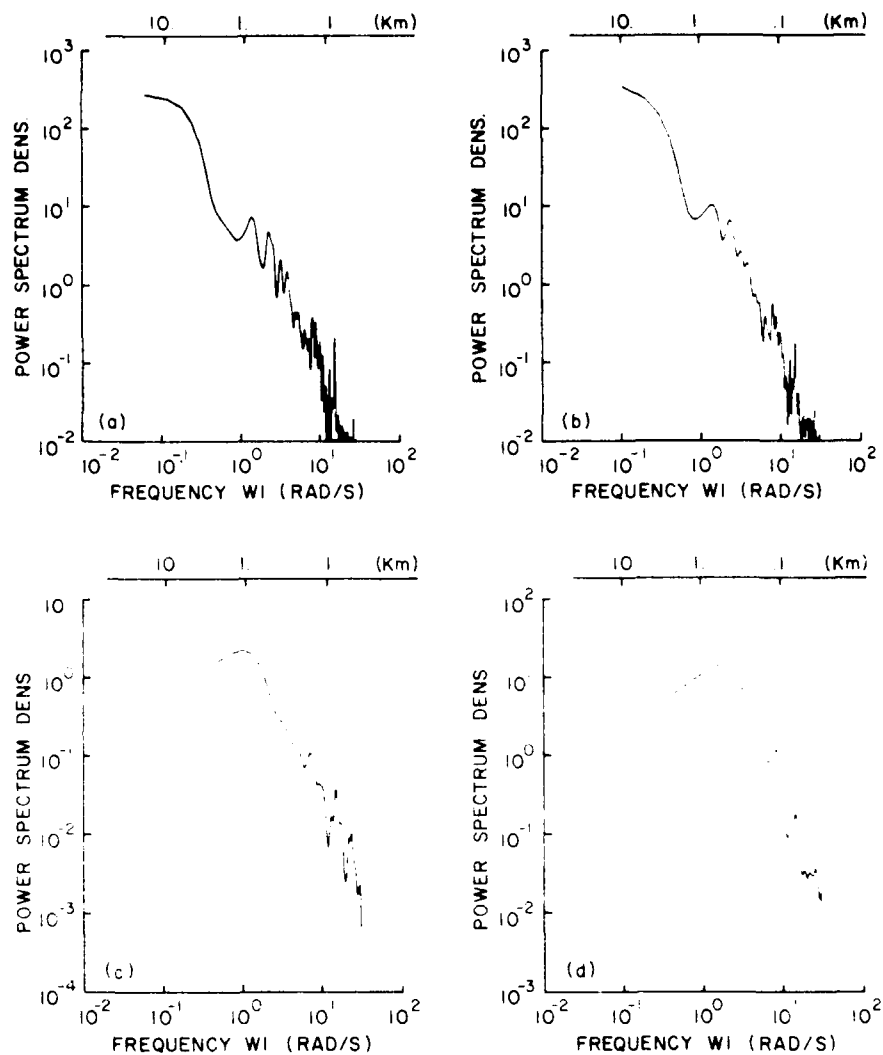 10. 1. .1 (Km)
10³
10²
10¹
10⁰
10⁻¹
10⁻²
POWER SPECTRUM DENS.
(a)
10⁻² 10⁻¹ 10⁰ 10¹ 10²
FREQUENCY W1 (RAD/S)
10. 1 .1 (Km)
10³
10²
10¹
10⁰
10⁻¹
10⁻²
POWER SPECTRUM DENS.
(b)
10⁻² 10⁻¹ 10⁰ 10¹ 10²
FREQUENCY W1 (RAD/S)
10 1. 1 (Km)
10
10⁰
10⁻¹
10⁻²
10⁻³
10⁻⁴
POWER SPECTRUM DENS
(c)
10⁻² 10⁻¹ 10⁰ 10¹ 10²
FREQUENCY W1 (RAD/S)
10 1 .1 (Km)
10²
10¹
10⁰
10⁻¹
10⁻²
10⁻³
POWER SPECTRUM DENS
(d)
10⁻² 10⁻¹ 10⁰ 10¹ 10²
FREQUENCY W1 (RAD/S)